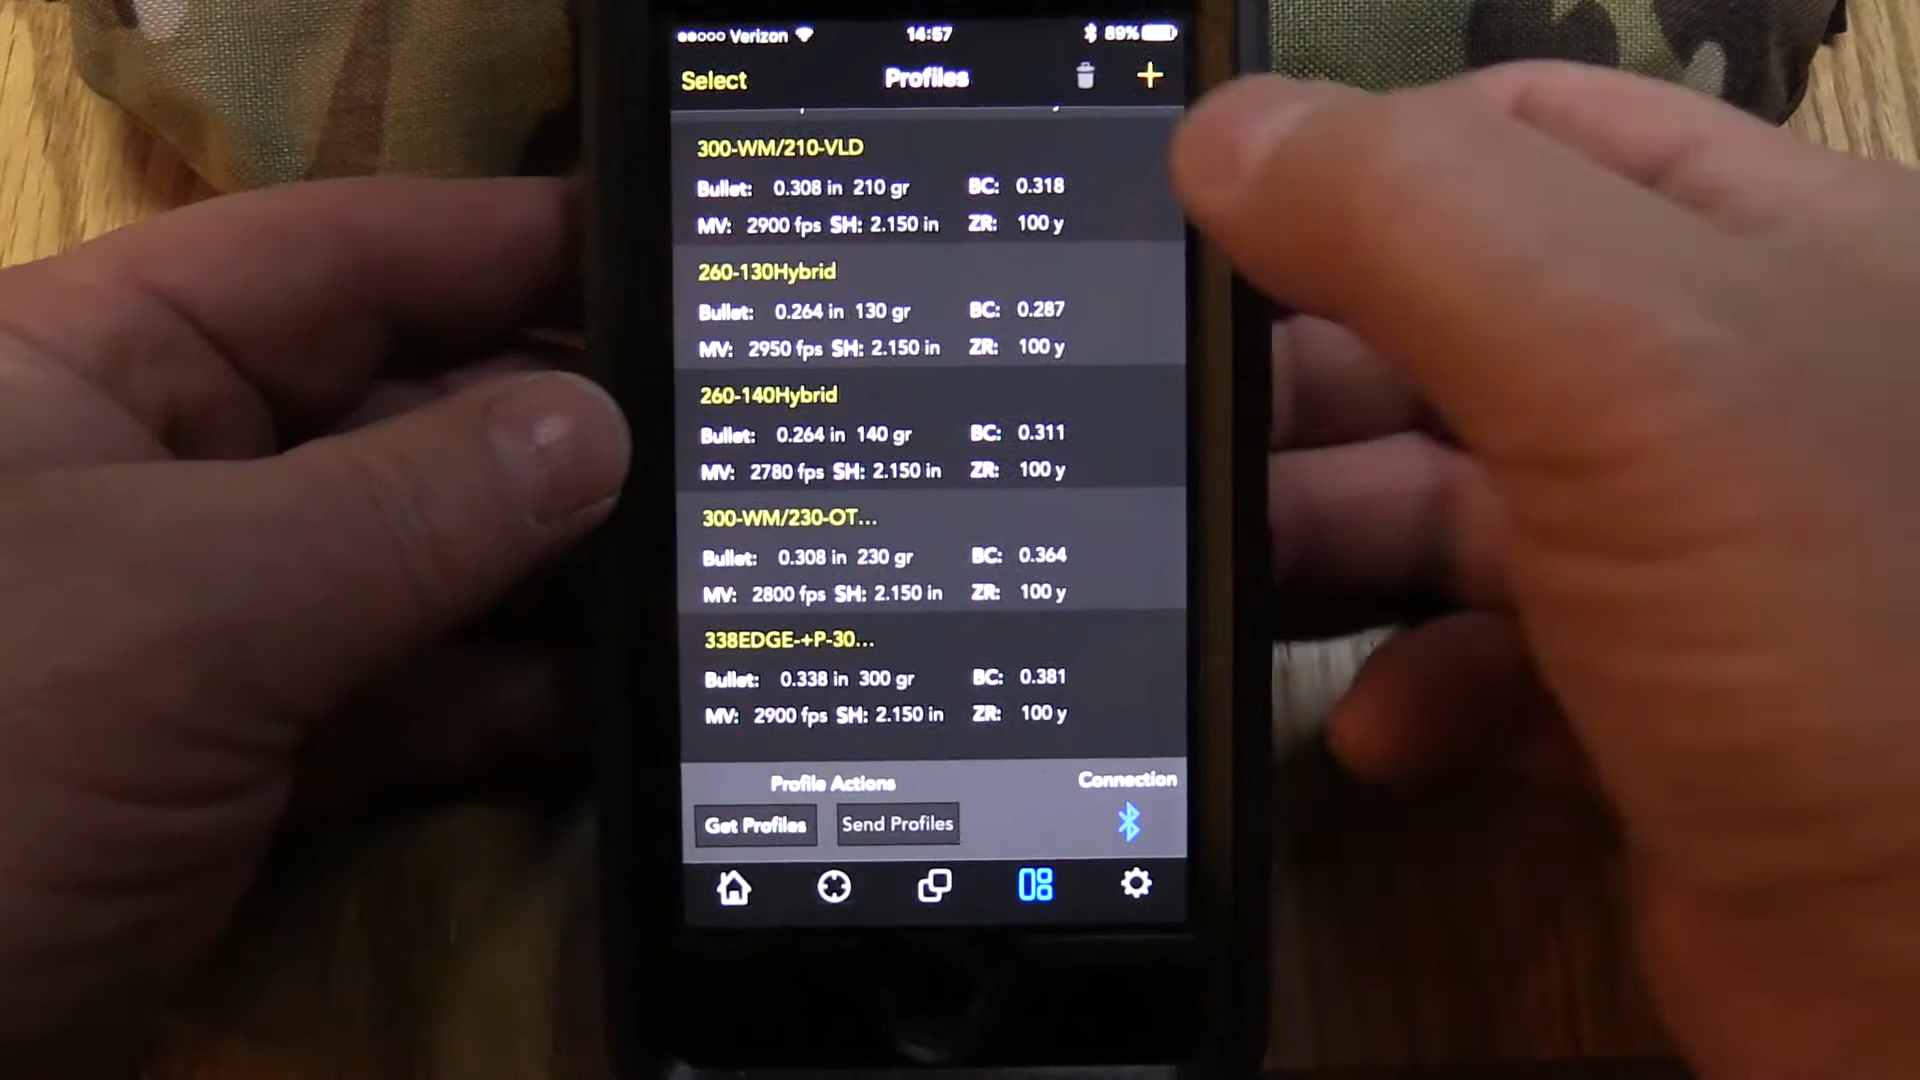 ●●○○○ Verizon 14:57 89%
Select Profiles +
300-WM/210-VLD
Bullet: 0.308 in 210 gr BC: 0.318
MV: 2900 fps SH: 2.150 in ZR: 100 y
260-130Hybrid
Bullet: 0.264 in 130 gr BC: 0.287
MV: 2950 fps SH: 2.150 in ZR: 100 y
260-140Hybrid
Bullet: 0.264 in 140 gr BC: 0.311
MV: 2780 fps SH: 2.150 in ZR: 100 y
300-WM/230-OT...
Bullet: 0.308 in 230 gr BC: 0.364
MV: 2800 fps SH: 2.150 in ZR: 100 y
338EDGE-+P-30...
Bullet: 0.338 in 300 gr BC: 0.381
MV: 2900 fps SH: 2.150 in ZR: 100 y
Profile Actions Connection
Get Profiles Send Profiles